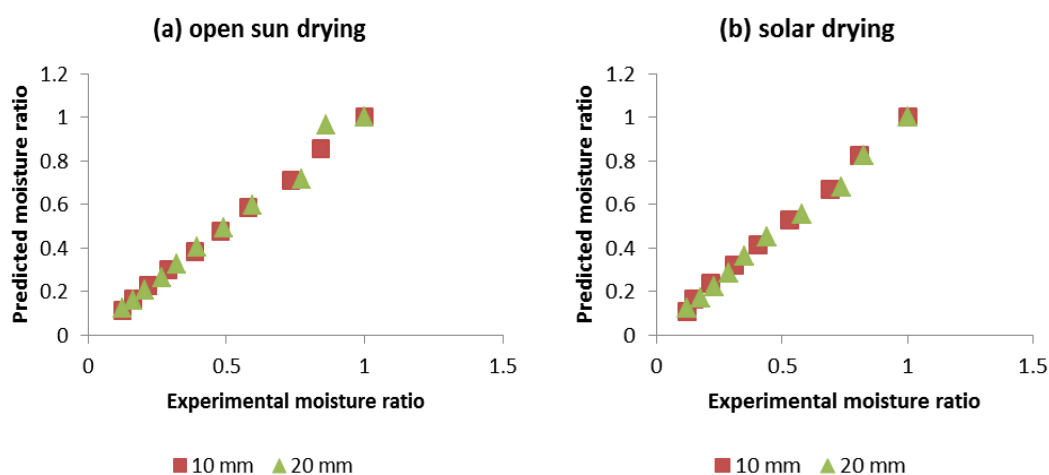 (a) open sun drying
1.2
1
0.8
0.6
0.4
0.2
0
0
0.5
1
1.5
Predicted moisture ratio
Experimental moisture ratio
10 mm
20 mm
(b) solar drying
1.2
1
0.8
0.6
0.4
0.2
0
0
0.5
1
1.5
Predicted moisture ratio
Experimental moisture ratio
10 mm
20 mm